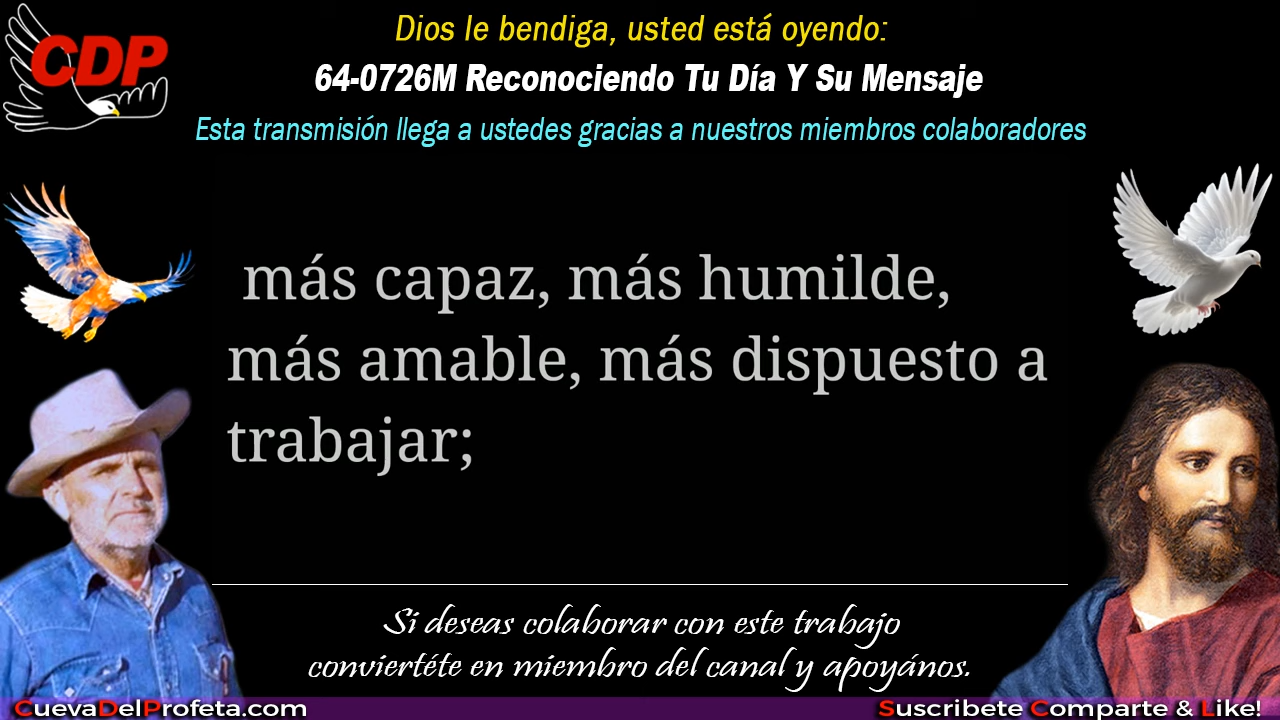 CDP
Dios le bendiga, usted está oyendo:
64-0726M Reconociendo Tu Día Y Su Mensaje
Esta transmisión llega a ustedes gracias a nuestros miembros colaboradores
más capaz, más humilde,
más amable, más dispuesto a
trabajar;
Si deseas colaborar con este trabajo
conviertéte en miembro del canal y apoyános.
CuevaDelProfeta.com
Suscribete Comparte & Like!